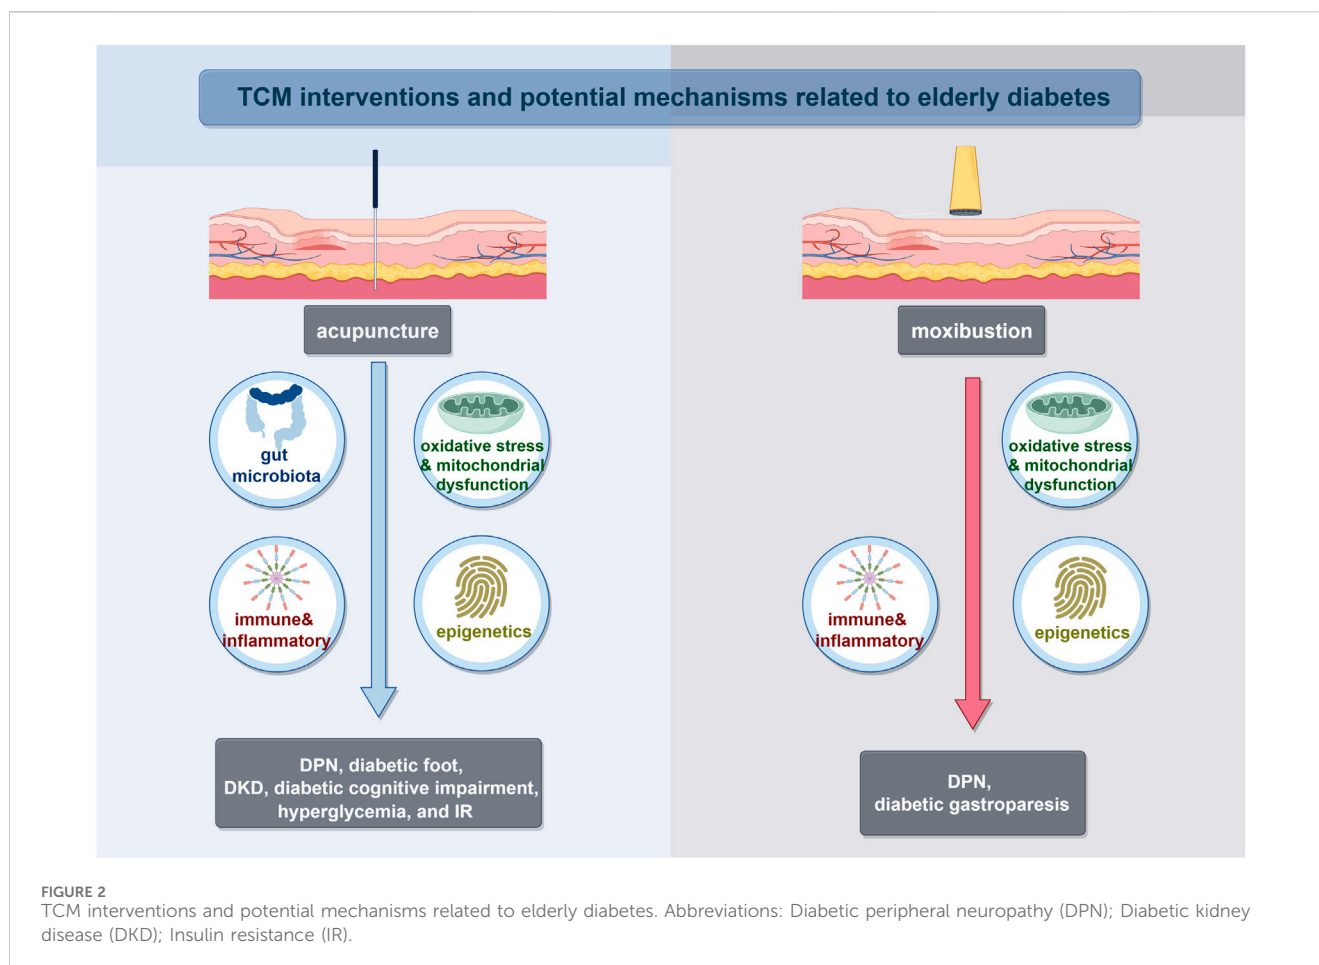 TCM interventions and potential mechanisms related to elderly diabetes
acupuncture
gut
microbiota
oxidative stress
& mitochondrial
dysfunction
immune&
inflammatory
epigenetics
DPN, diabetic foot,
DKD, diabetic cognitive impairment,
hyperglycemia, and IR
moxibustion
oxidative stress
& mitochondrial
dysfunction
immune&
inflammatory
epigenetics
DPN,
diabetic gastroparesis
FIGURE 2
TCM interventions and potential mechanisms related to elderly diabetes. Abbreviations: Diabetic peripheral neuropathy (DPN); Diabetic kidney
disease (DKD); Insulin resistance (IR).